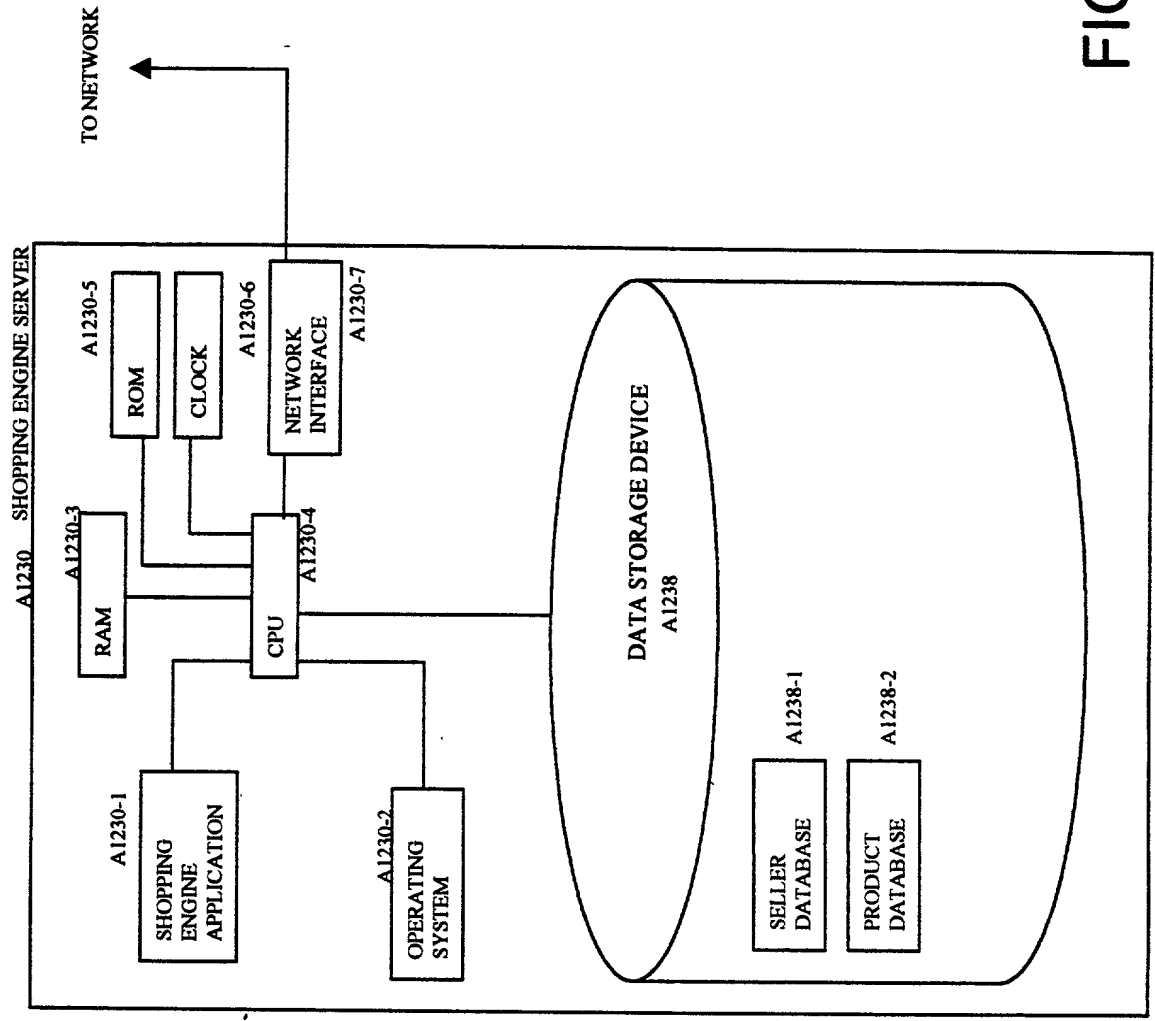 A1230 SHOPPING ENGINE SERVER
TO NETWORK
A1230-1
SHOPPING
ENGINE
APPLICATION
A1230-3
RAM
A1230-5
ROM
CLOCK
A1230-6
CPU
A1230-4
NETWORK
INTERFACE
A1230-7
A1230-2
OPERATING
SYSTEM
DATA STORAGE DEVICE
A1238
SELLER
DATABASE
A1238-1
PRODUCT
DATABASE
A1238-2